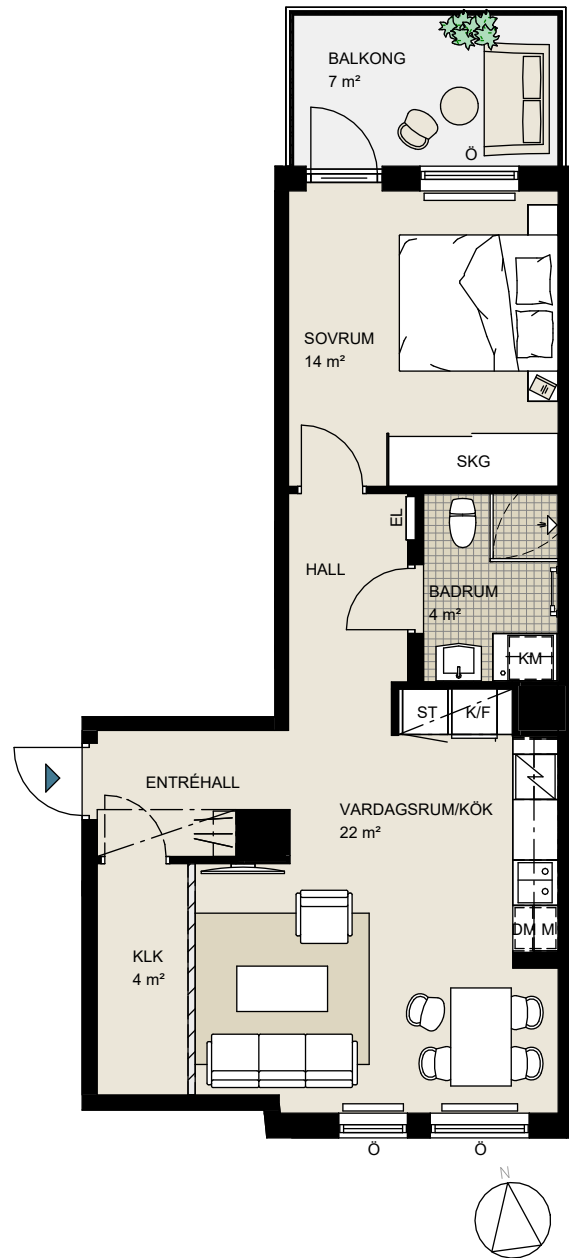 BALKONG
7 m²
Ö
SOVRUM
14 m²
SKG
EL
HALL
BADRUM
4 m²
KM
ST
K/F
ENTRÉHALL
VARDAGSRUM/KÖK
22 m²
DM
M
KLK
4 m²
Ö
Ö
N